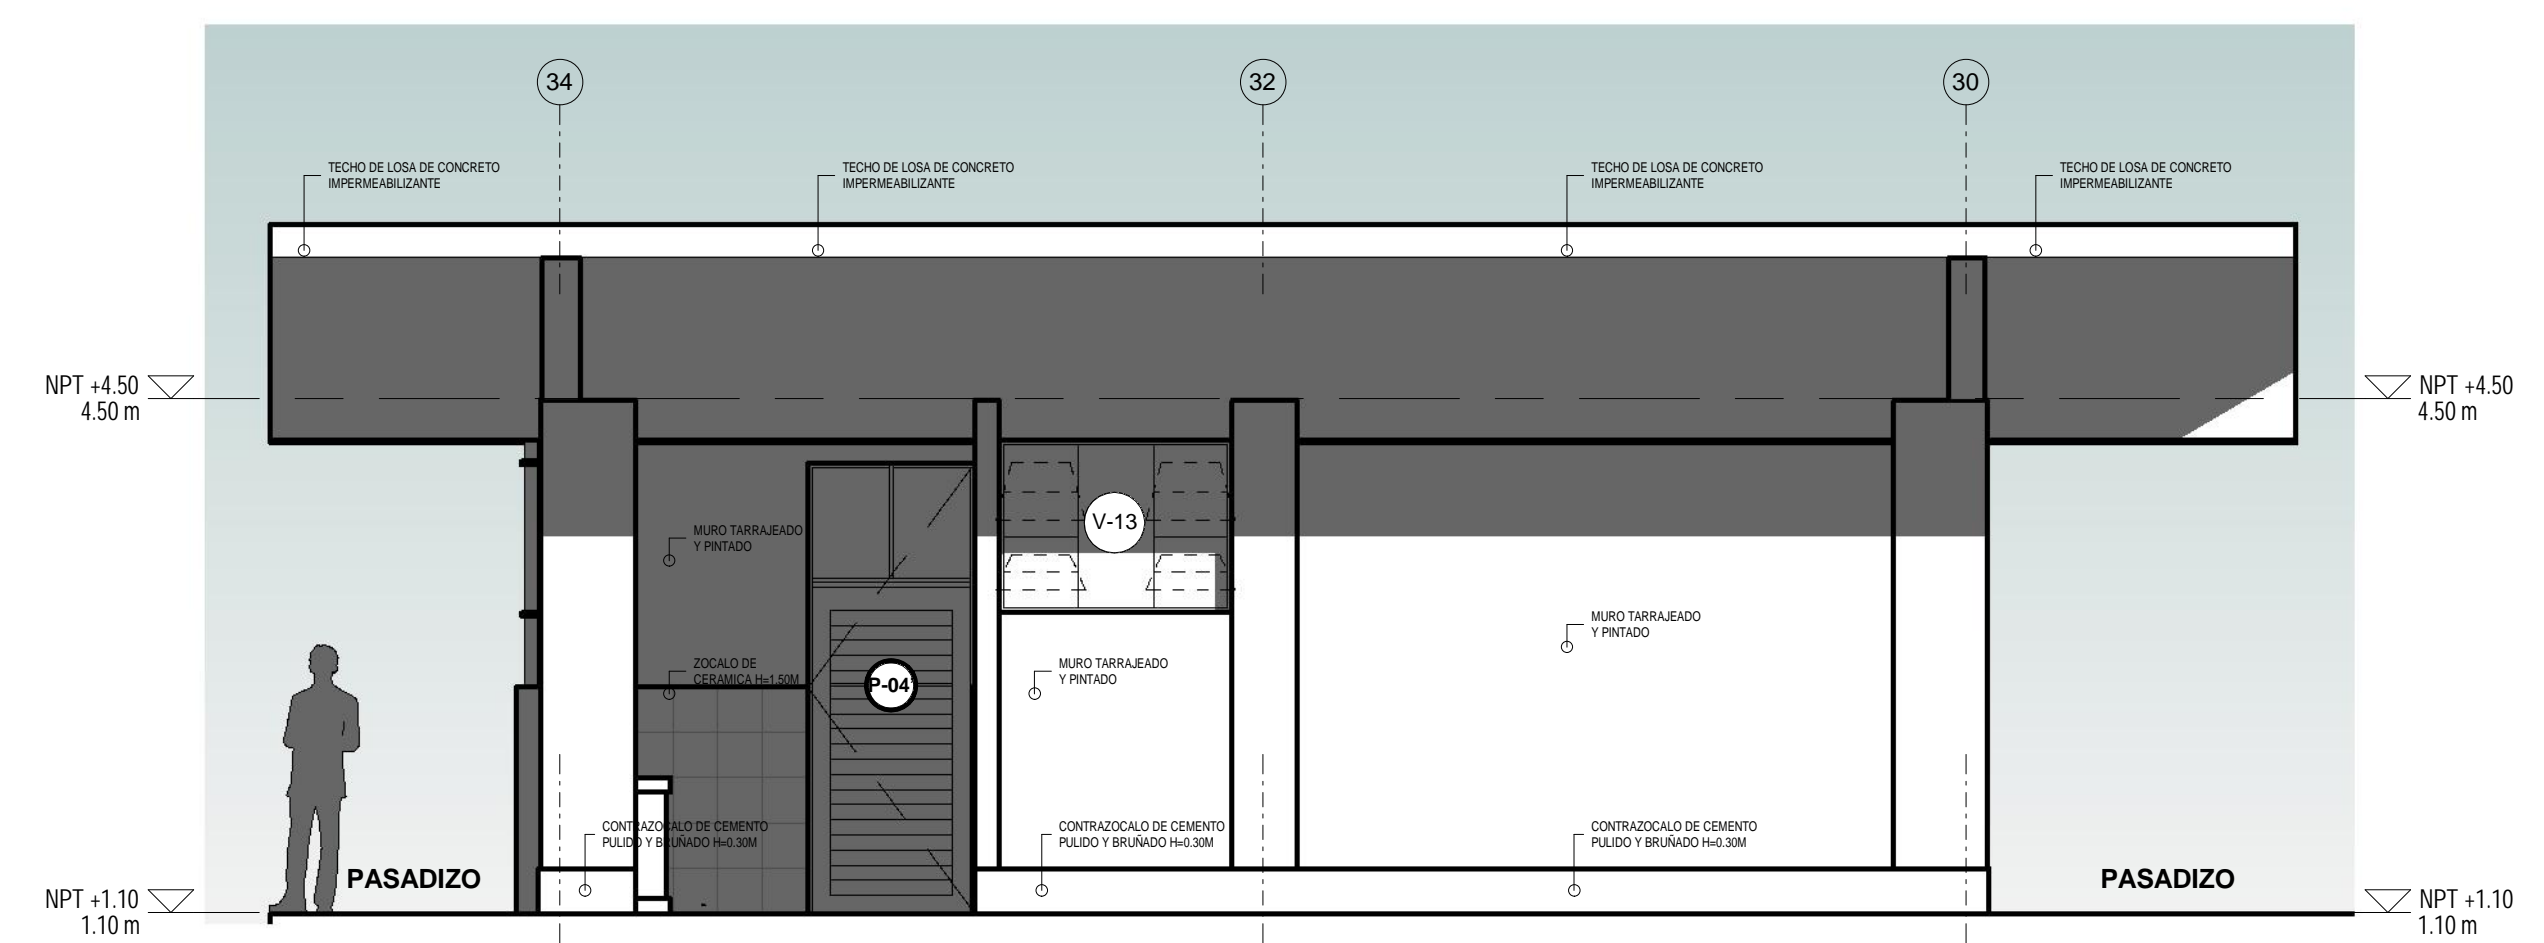 34
32
30
TECHO DE LOSA DE CONCRETO
IMPERMEABILIZANTE
TECHO DE LOSA DE CONCRETO
IMPERMEABILIZANTE
TECHO DE LOSA DE CONCRETO
IMPERMEABILIZANTE
TECHO DE LOSA DE CONCRETO
IMPERMEABILIZANTE
NPT +4.50
4.50 m
NPT +4.50
4.50 m
V-13
MURO TARRAJEADO
Y PINTADO
MURO TARRAJEADO
Y PINTADO
ZOCALO DE
CERAMICA H=1.50M
P-04
MURO TARRAJEADO
Y PINTADO
CONTRAZOCALO DE CEMENTO
PULIDO Y BRUÑADO H=0.30M
CONTRAZOCALO DE CEMENTO
PULIDO Y BRUÑADO H=0.30M
CONTRAZOCALO DE CEMENTO
PULIDO Y BRUÑADO H=0.30M
PASADIZO
PASADIZO
NPT +1.10
1.10 m
NPT +1.10
1.10 m